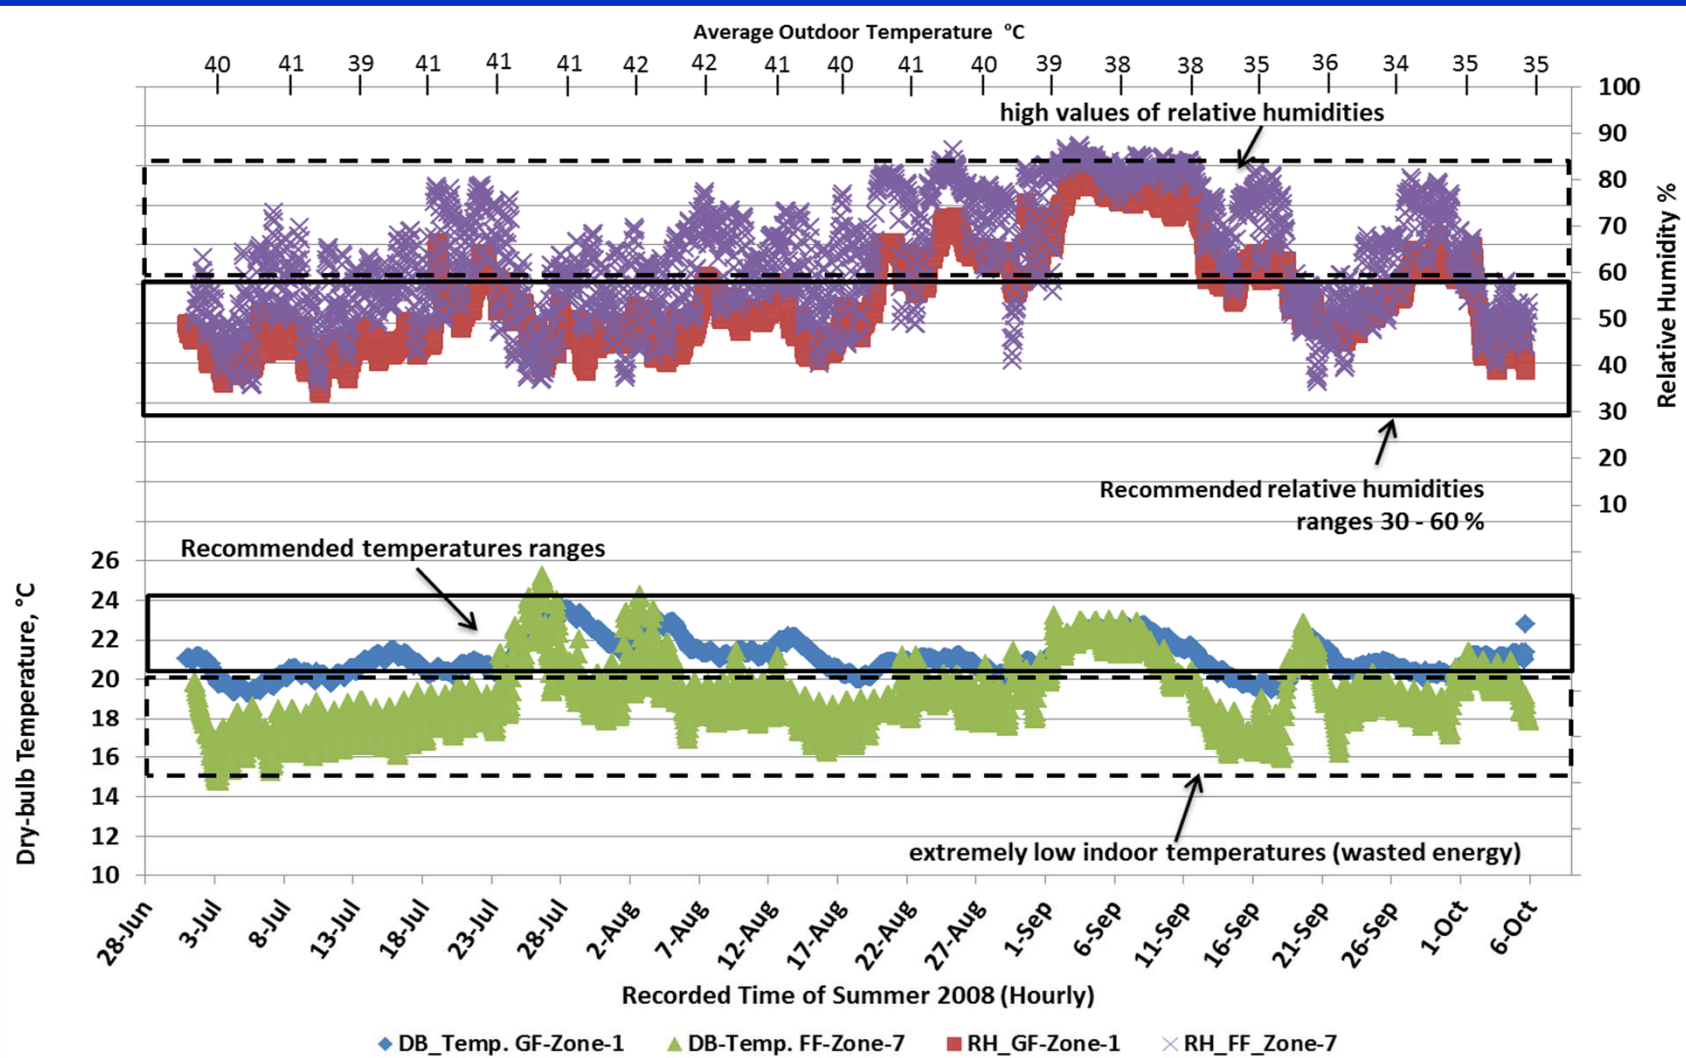 Average Outdoor Temperature °C
40 41 39 41 41 41 42 42 41 40 41 40 39 38 38 35 36 34 35 35
high values of relative humidities
100
90
80
70
60
50
40
30
20
10
Relative Humidity %
Recommended relative humidities
ranges 30 - 60 %
Recommended temperatures ranges
26
24
22
20
18
16
14
12
10
Dry-bulb Temperature, °C
extremely low indoor temperatures (wasted energy)
28-Jun 3-Jul 8-Jul 13-Jul 18-Jul 23-Jul 28-Jul 2-Aug 7-Aug 12-Aug 17-Aug 22-Aug 27-Aug 1-Sep 6-Sep 11-Sep 16-Sep 21-Sep 26-Sep 1-Oct 6-Oct
Recorded Time of Summer 2008 (Hourly)
DB_Temp. GF-Zone-1 DB-Temp. FF-Zone-7 RH_GF-Zone-1 RH_FF_Zone-7